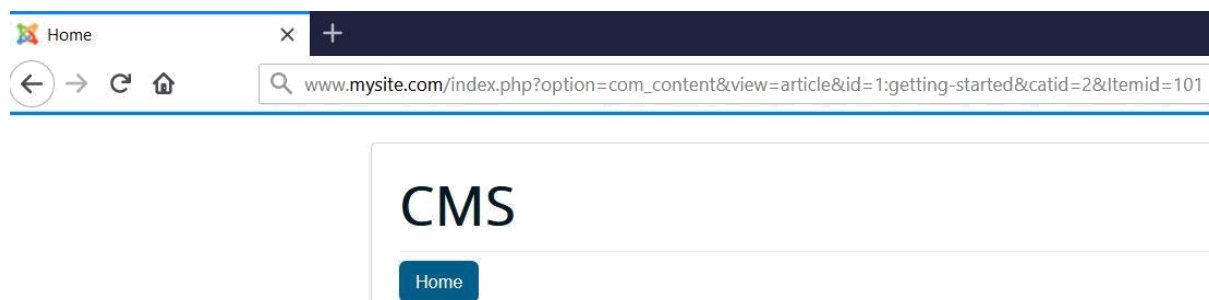 Home
www.mysite.com/index.php?option=com_content&view=article&id=1:getting-started&catid=2&Itemid=101
CMS
Home